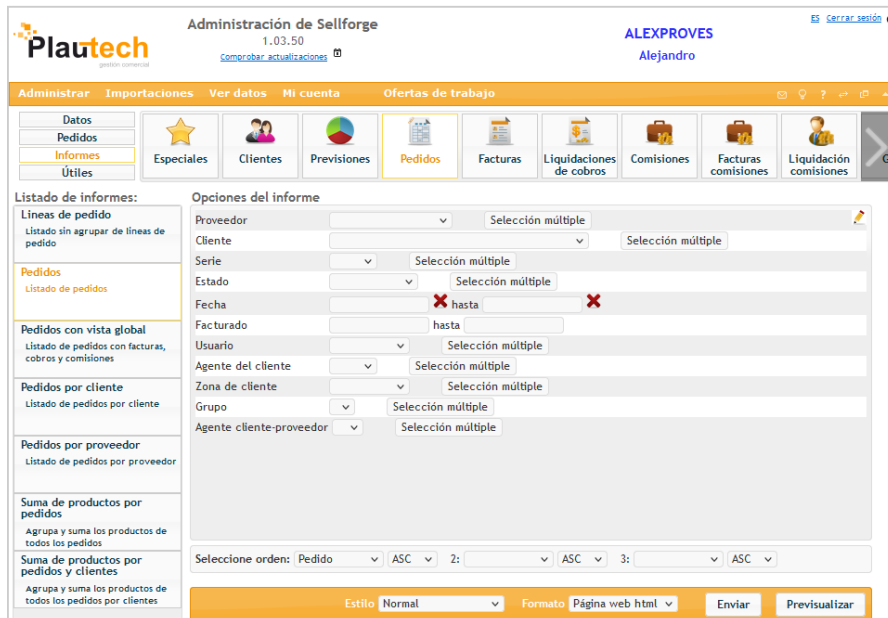 Plautech
gestión comercial
Administración de Sellforge
1.03.50
Comprobar actualizaciones
ALEXPROVES
Alejandro
ES Cerrar sesión
Administrar Importaciones Ver datos Mi cuenta Ofertas de trabajo
?
Datos
Pedidos
Informes
Útiles
Especiales
Clientes
Previsiones
Pedidos
Facturas
Liquidaciones
de cobros
Comisiones
Facturas
comisiones
Liquidación
comisiones
Listado de informes:
Lineas de pedido
Listado sin agrupar de lineas de
pedido
Pedidos
Listado de pedidos
Pedidos con vista global
Listado de pedidos con facturas,
cobros y comisiones
Pedidos por cliente
Listado de pedidos por cliente
Pedidos por proveedor
Listado de pedidos por proveedor
Suma de productos por
pedidos
Agrupa y suma los productos de
todos los pedidos
Suma de productos por
pedidos y clientes
Agrupa y suma los productos de
todos los pedidos por clientes
Opciones del informe
Proveedor Selección múltiple
Cliente Selección múltiple
Serie Selección múltiple
Estado Selección múltiple
Fecha hasta
Facturado hasta
Usuario Selección múltiple
Agente del cliente Selección múltiple
Zona de cliente Selección múltiple
Grupo Selección múltiple
Agente cliente-proveedor Selección múltiple
Seleccione orden: Pedido ASC 2: ASC 3: ASC
Estilo Normal Formato Página web html Enviar Previsualizar